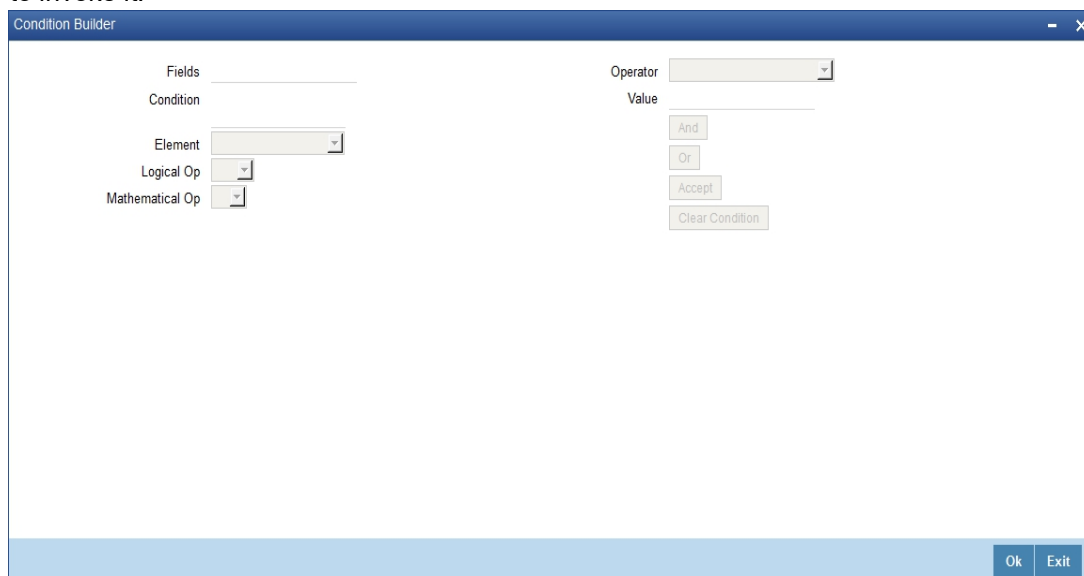 Condition Builder
Fields
Condition
Element
Logical Op
Mathematical Op
Operator
Value
And
Or
Accept
Clear Condition
Ok Exit